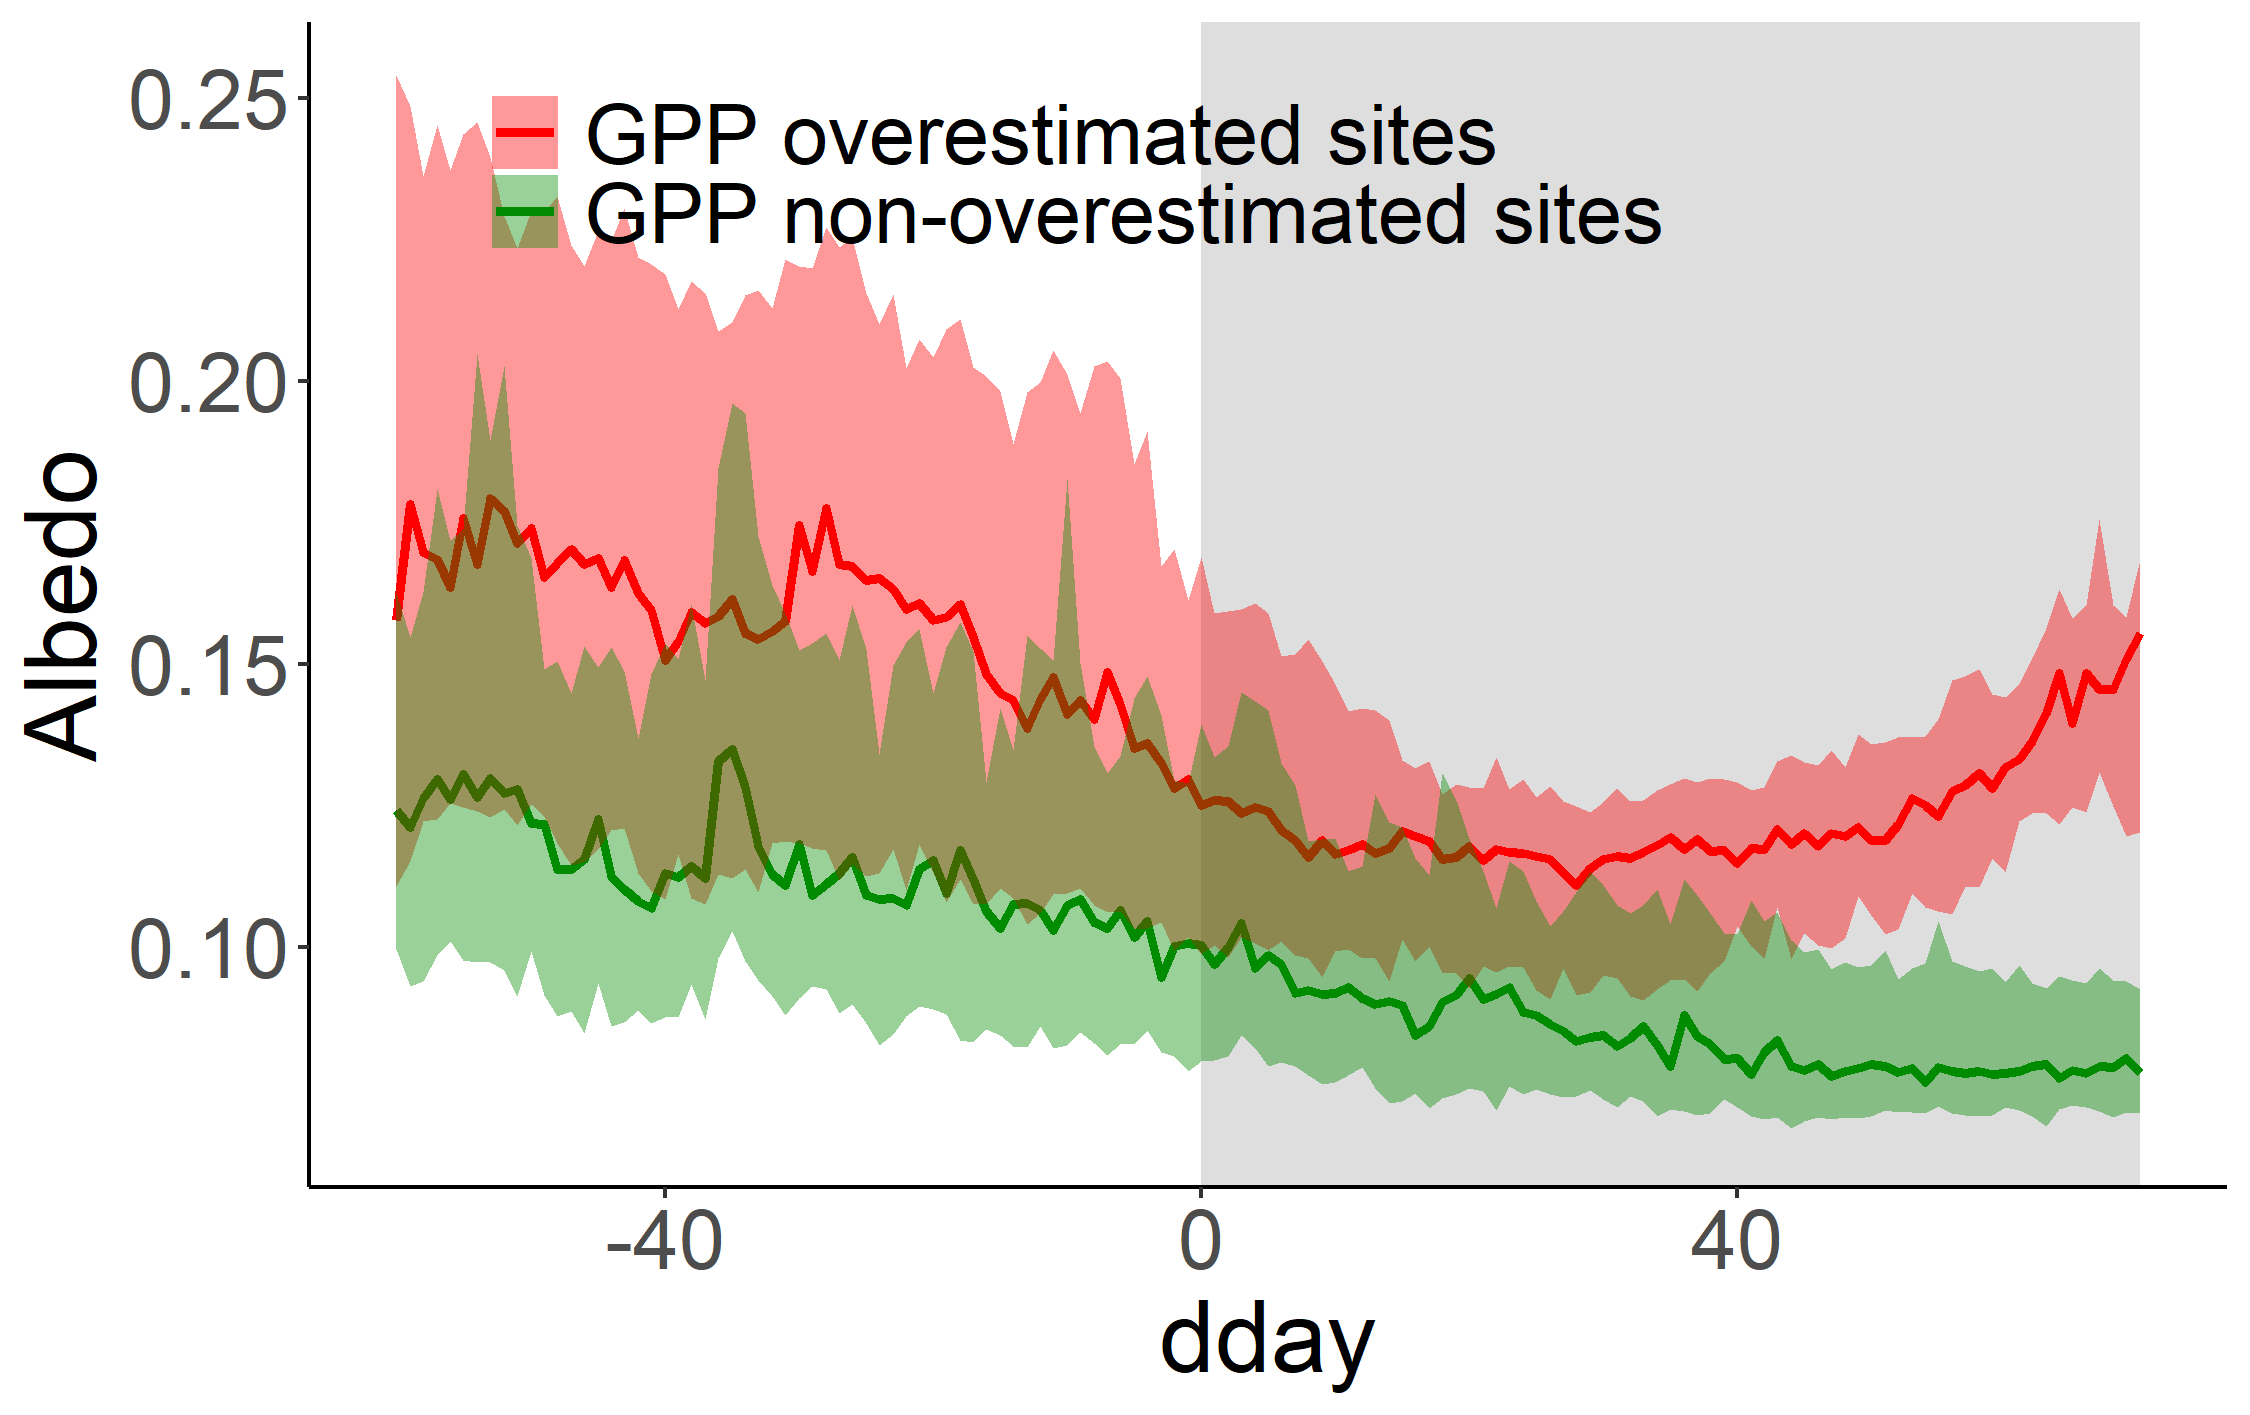 0.25
GPP overestimated sites
GPP non-overestimated sites
0.20
Albedo
0.15
0.10
-40 0 40
dday